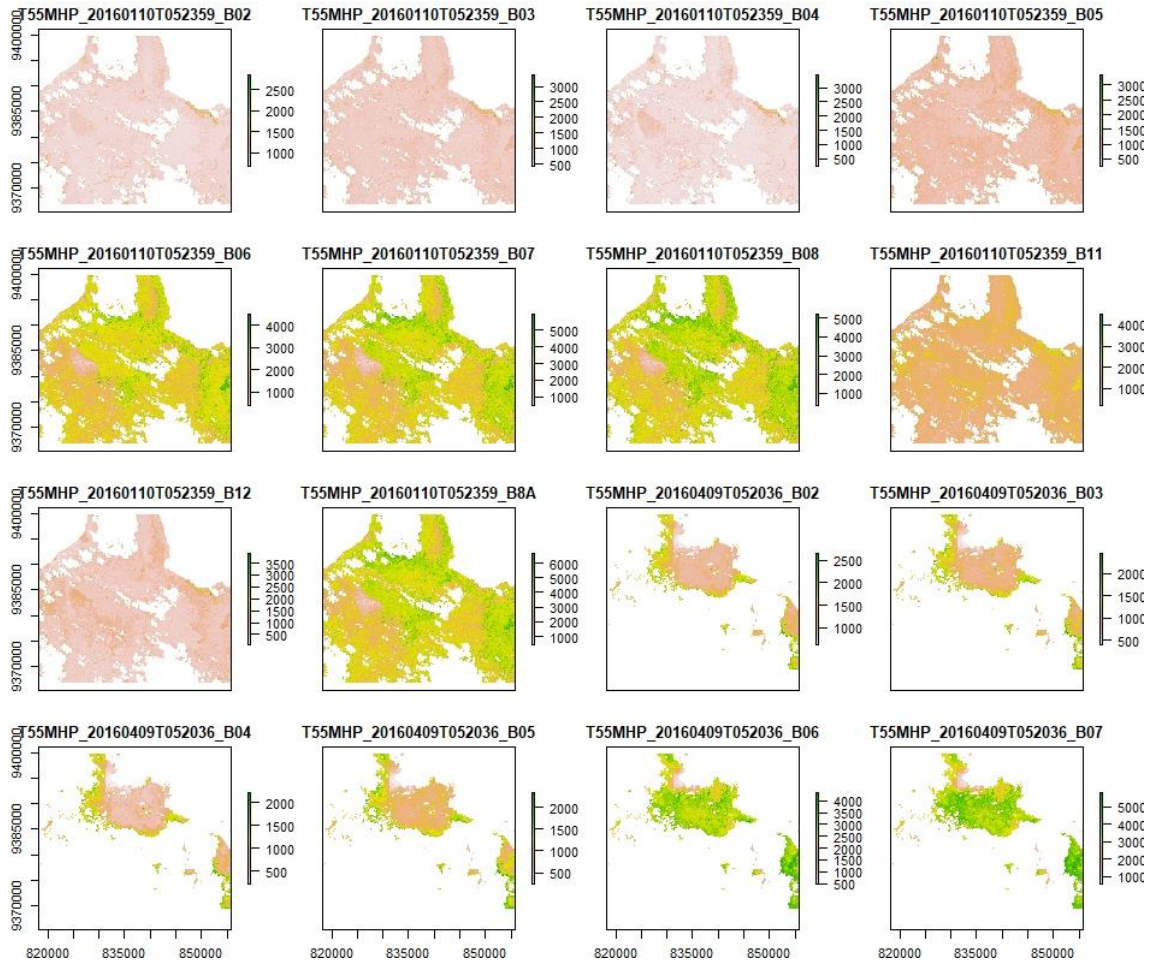 T55MHP_20160110T052359_B02 T55MHP_20160110T052359_B03 T55MHP_20160110T052359_B04 T55MHP_20160110T052359_B05
9400000 9385000 9370000
2500 2000 1500 1000
3000 2500 2000 1500 1000 500
3000 2500 2000 1500 1000 500
3000 2500 2000 1500 1000 500
T55MHP_20160110T052359_B06 T55MHP_20160110T052359_B07 T55MHP_20160110T052359_B08 T55MHP_20160110T052359_B11
9400000 9385000 9370000
4000 3000 2000 1000
5000 4000 3000 2000 1000
5000 4000 3000 2000 1000
4000 3000 2000 1000
T55MHP_20160110T052359_B12 T55MHP_20160110T052359_B8A T55MHP_20160409T052036_B02 T55MHP_20160409T052036_B03
9400000 9385000 9370000
3500 3000 2500 2000 1500 1000 500
6000 5000 4000 3000 2000 1000
2500 2000 1500 1000
2000 1500 1000 500
T55MHP_20160409T052036_B04 T55MHP_20160409T052036_B05 T55MHP_20160409T052036_B06 T55MHP_20160409T052036_B07
9400000 9385000 9370000
2000 1500 1000 500
2000 1500 1000 500
4000 3500 3000 2500 2000 1500 1000 500
5000 4000 3000 2000 1000
820000 835000 850000 820000 835000 850000 820000 835000 850000 820000 835000 850000